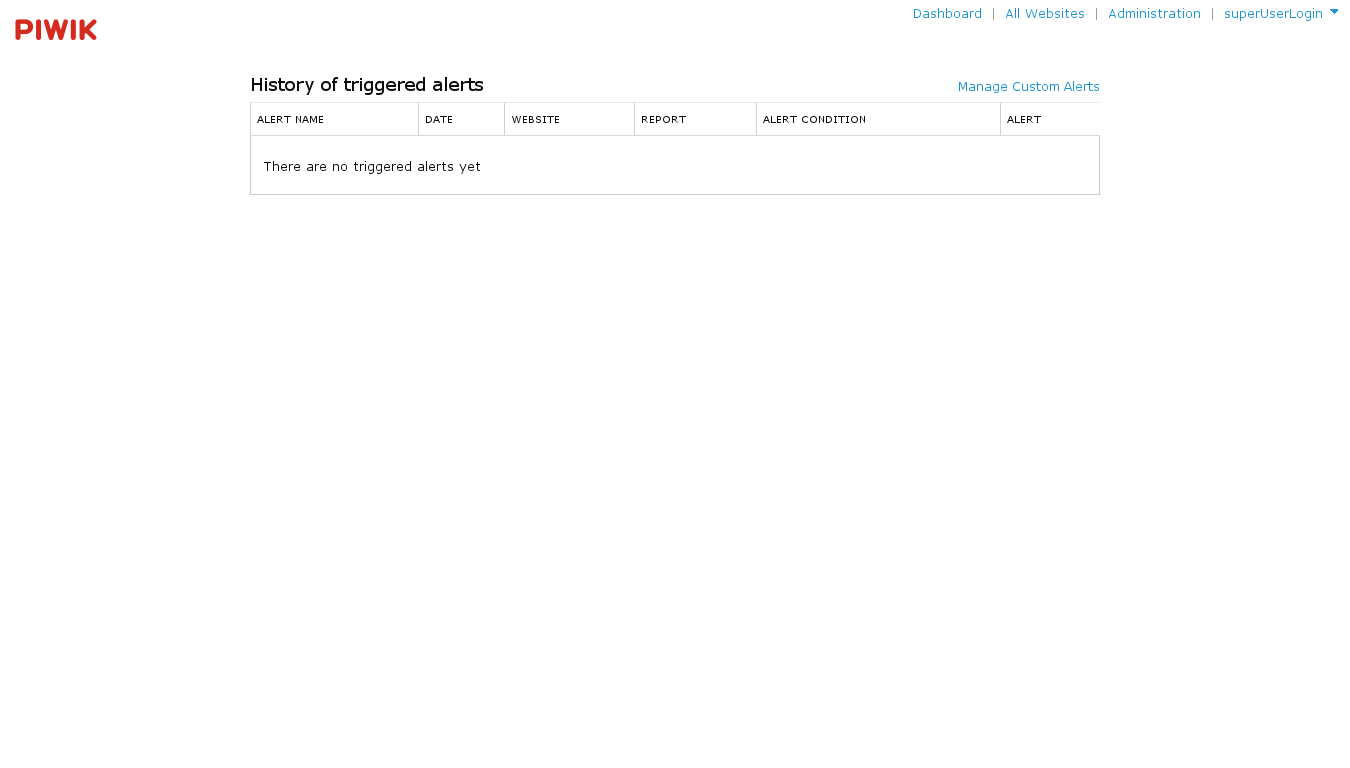 PIWIK
Dashboard | All Websites | Administration | superUserLogin
History of triggered alerts
Manage Custom Alerts
ALERT NAME DATE WEBSITE REPORT ALERT CONDITION ALERT
There are no triggered alerts yet